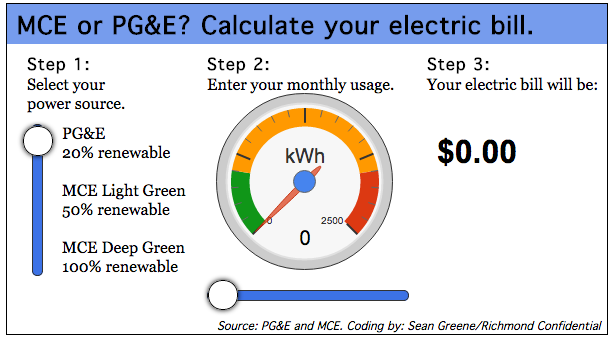 MCE or PG&E? Calculate your electric bill.
Step 1:
Select your
power source.
PG&E
20% renewable
MCE Light Green
50% renewable
MCE Deep Green
100% renewable
Step 2:
Enter your monthly usage.
kWh
0
2500
0
Step 3:
Your electric bill will be:
$0.00
Source: PG&E and MCE. Coding by: Sean Greene/Richmond Confidential